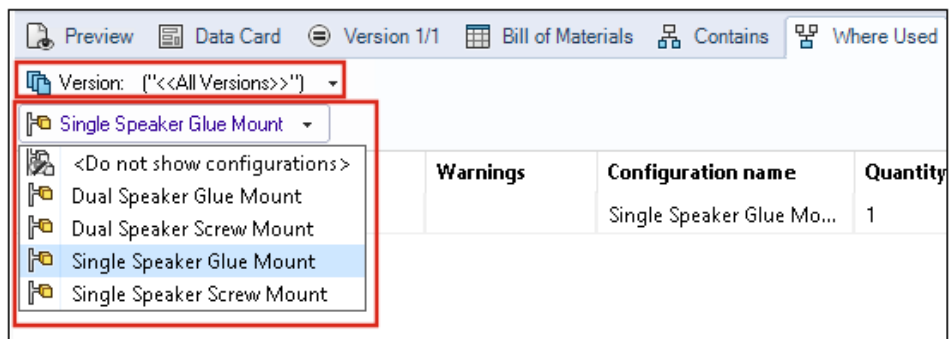 Preview Data Card Version 1/1 Bill of Materials Contains Where Used
Version: ("<<All Versions>>")
Single Speaker Glue Mount
<Do not show configurations> Warnings Configuration name Quantity
Dual Speaker Glue Mount Single Speaker Glue Mo... 1
Dual Speaker Screw Mount
Single Speaker Glue Mount
Single Speaker Screw Mount